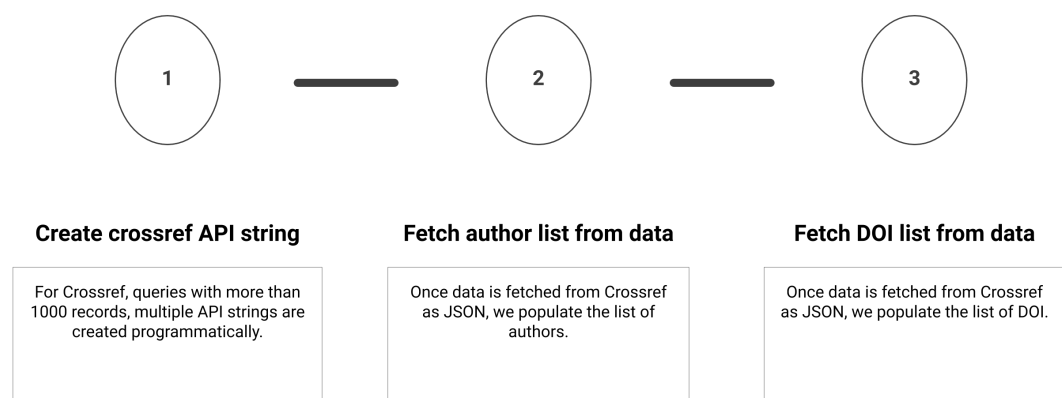 1
2
3
Create crossref API string
Fetch author list from data
Fetch DOI list from data
For Crossref, queries with more than
1000 records, multiple API strings are
created programmatically.
Once data is fetched from Crossref
as JSON, we populate the list of
authors.
Once data is fetched from Crossref
as JSON, we populate the list of DOI.